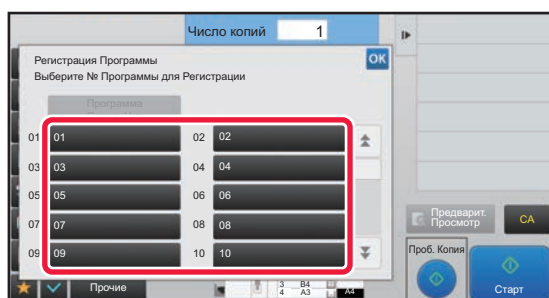 Число копий 1
Регистрация Программы
OK
Выберите № Программы для Регистрации
Программа
01 01 02 02
03 03 04 04
05 05 06 06
07 07 08 08
09 09 10 10
Предварит.
Просмотр
CA
Проб. Копия
Старт
Прочие
3 B4
4 A3 A4